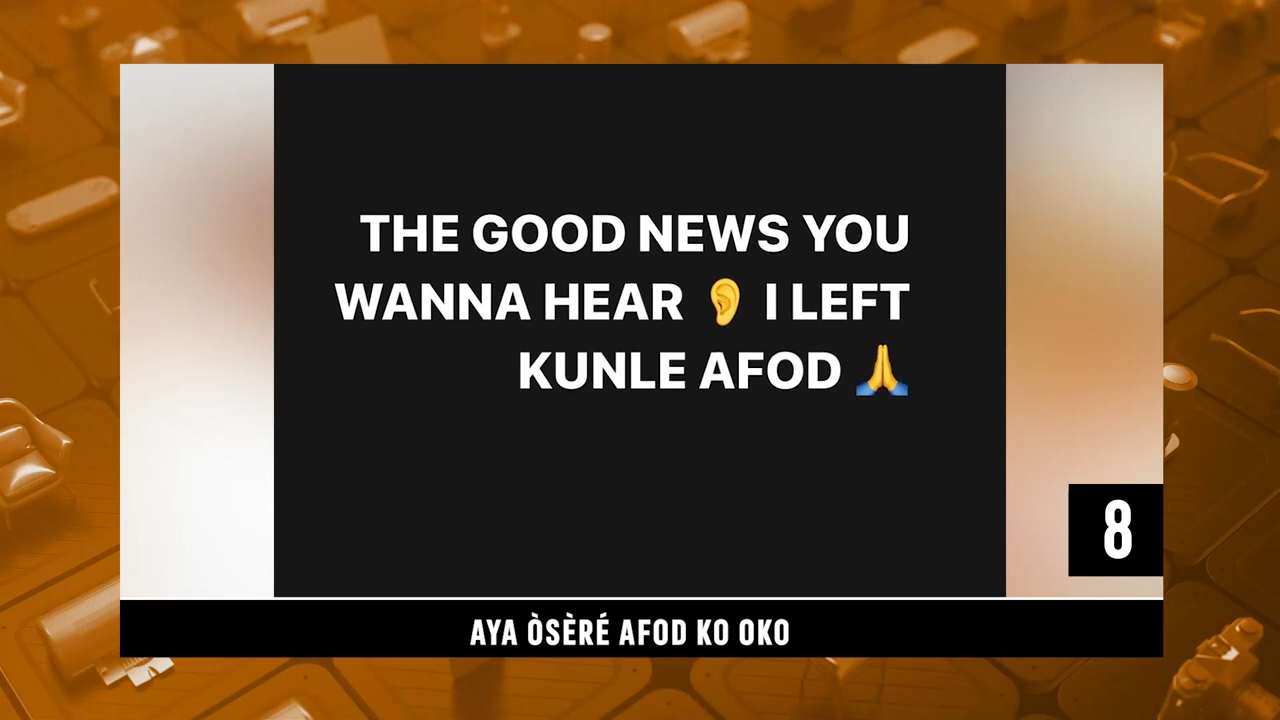 THE GOOD NEWS YOU
WANNA HEAR 👂 I LEFT
KUNLE AFOD 🙏
8
AYA ÒSÈRÉ AFOD KO OKO